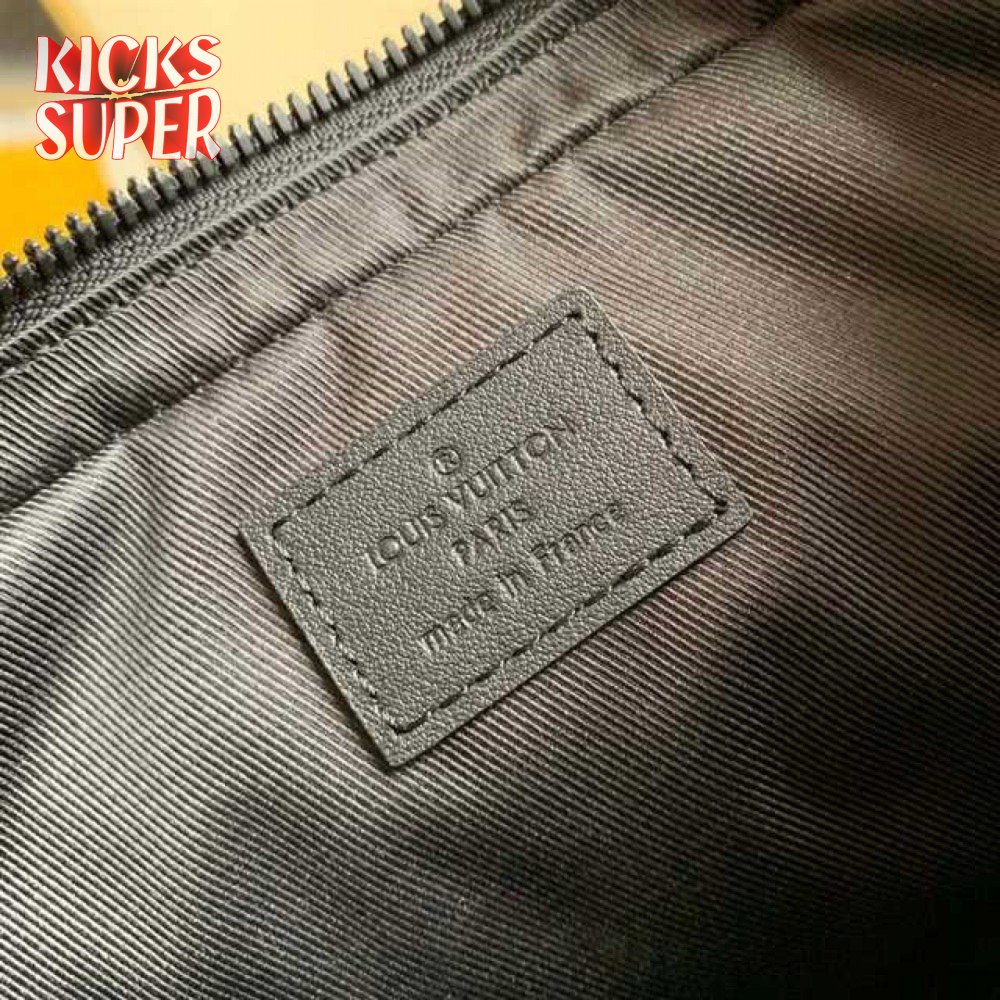 KICKS
SUPER
®
LOUIS VUITTON
PARIS
made in France